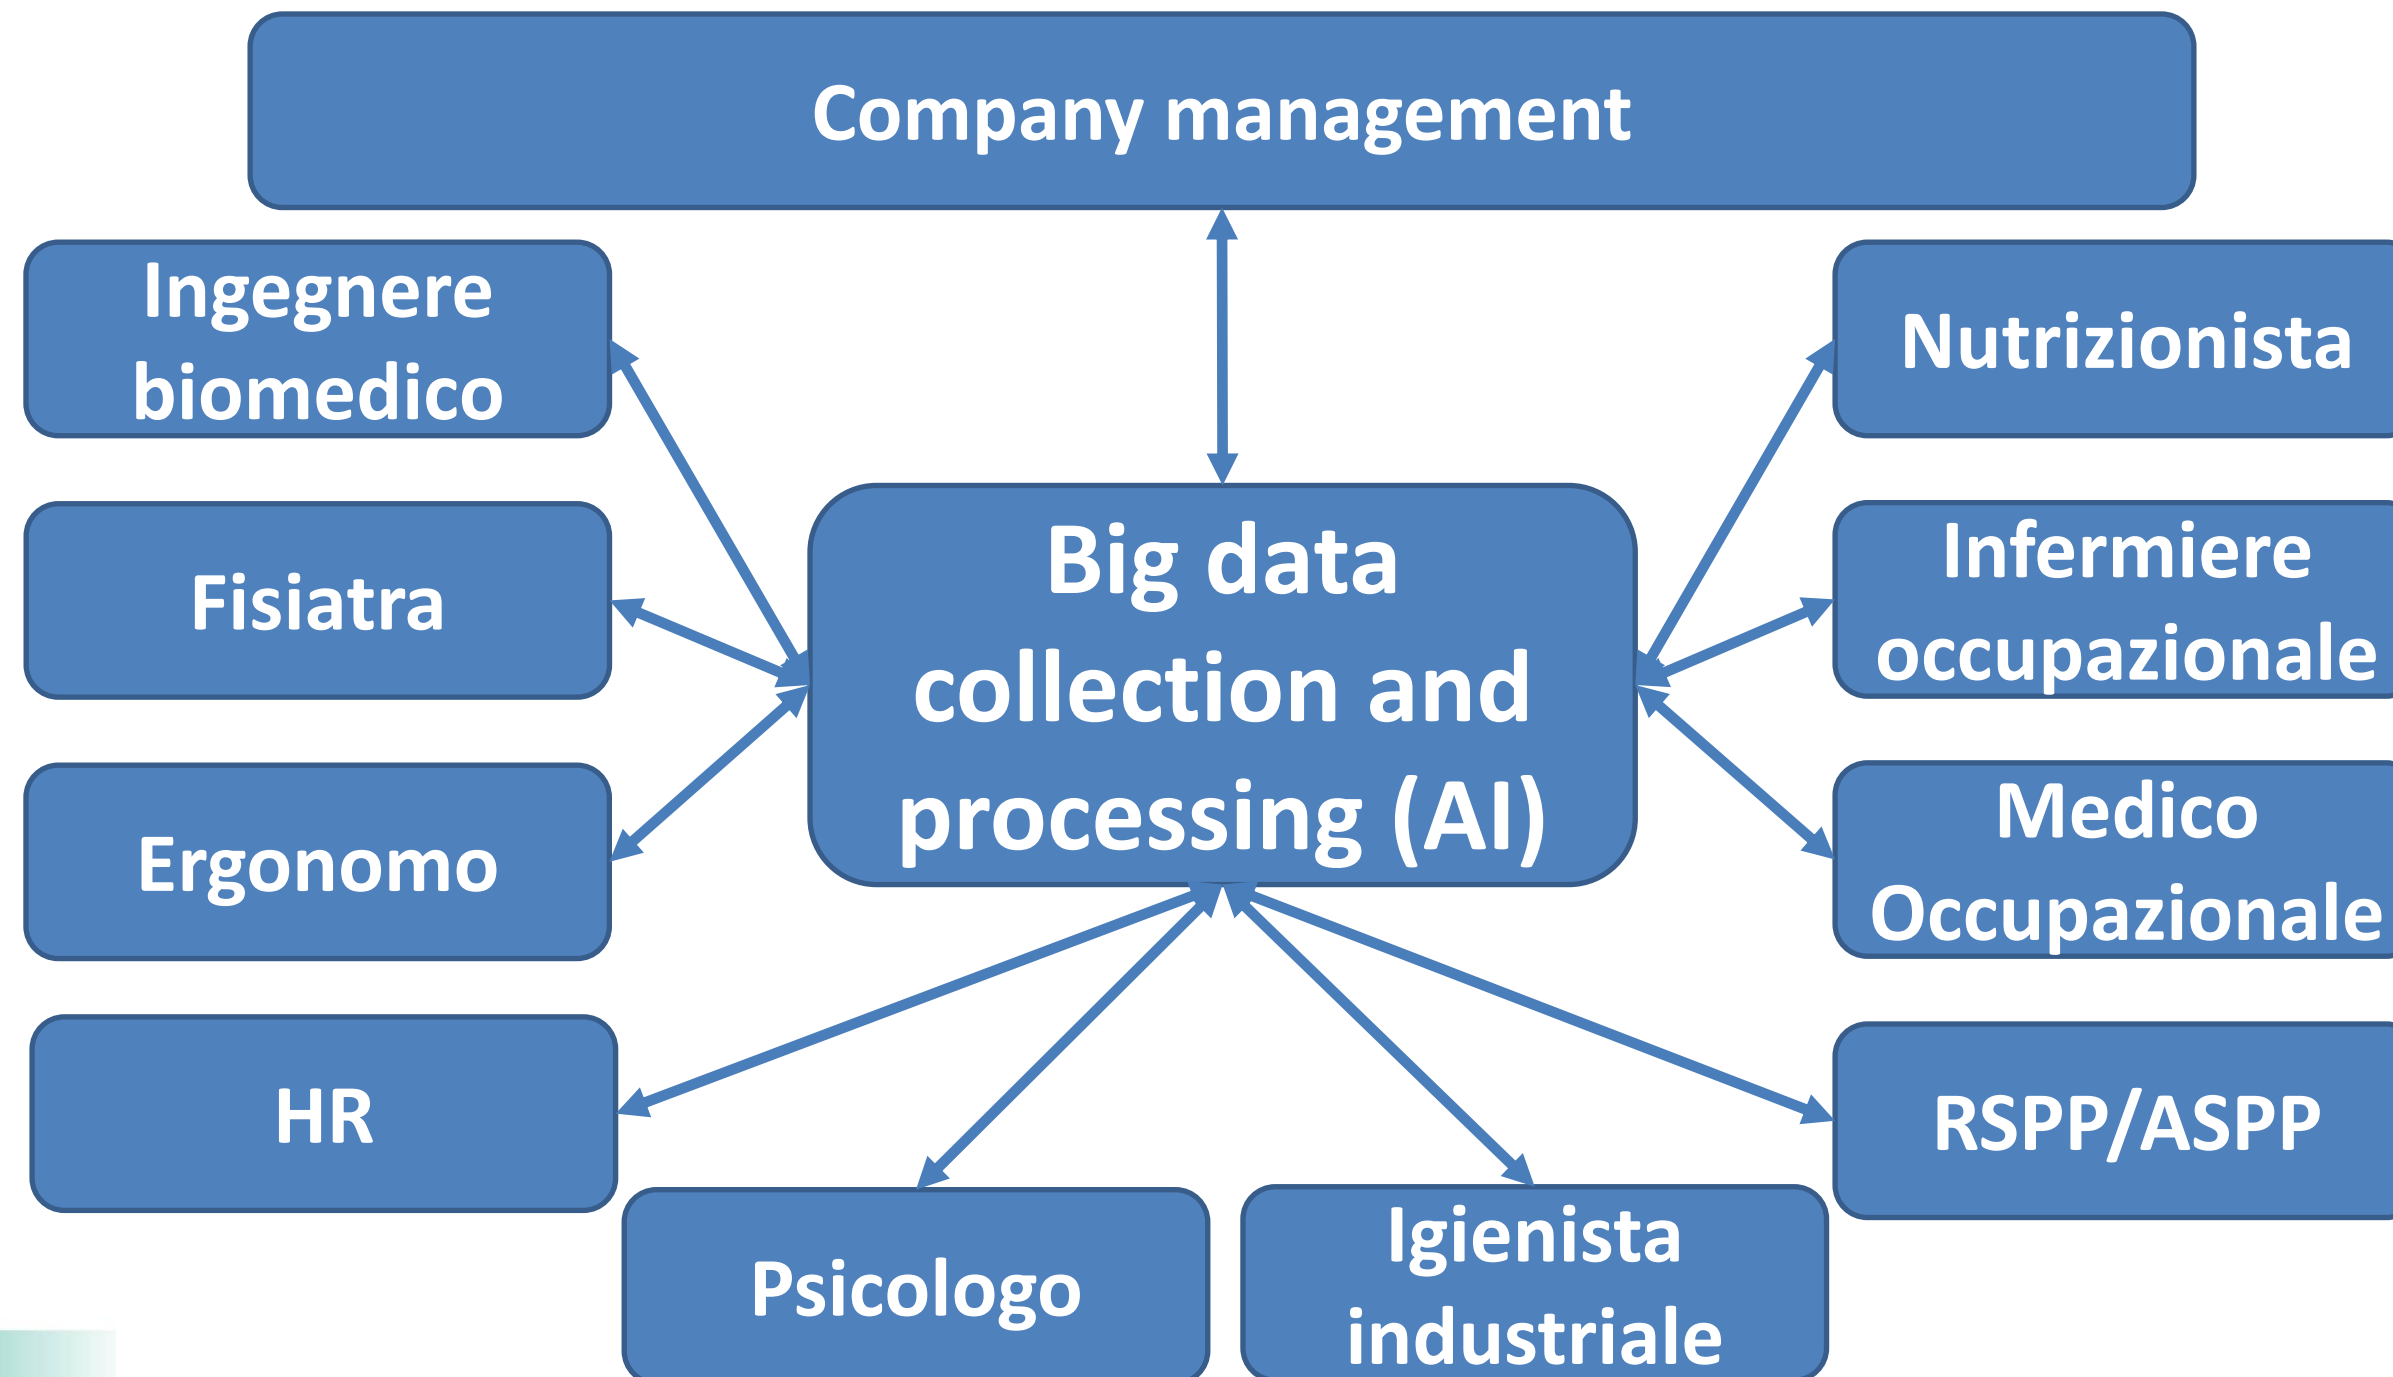 Company management
Ingegnere
biomedico
Nutrizionista
Fisiatra
Big data
collection and
processing (AI)
Infermiere
occupazionale
Ergonomo
Medico
Occupazionale
HR
RSPP/ASPP
Psicologo
Igienista
industriale